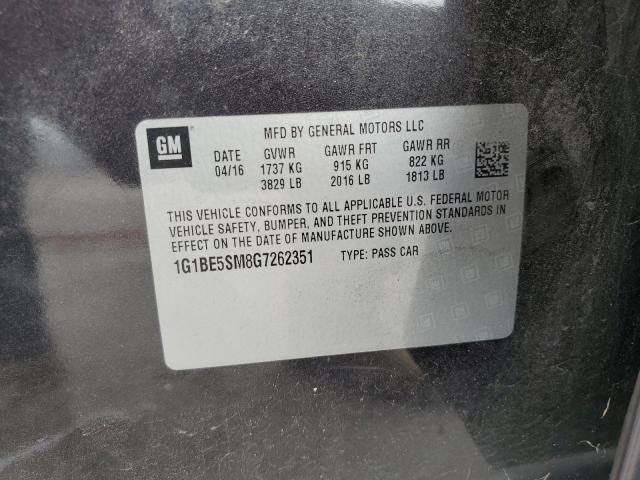 GM
MFD BY GENERAL MOTORS LLC
DATE GVWR GAWR FRT GAWR RR
04/16 1737 KG 915 KG 822 KG
3829 LB 2016 LB 1813 LB
THIS VEHICLE CONFORMS TO ALL APPLICABLE U.S. FEDERAL MOTOR
VEHICLE SAFETY, BUMPER, AND THEFT PREVENTION STANDARDS IN
EFFECT ON THE DATE OF MANUFACTURE SHOWN ABOVE.
1G1BE5SM8G7262351 TYPE: PASS CAR